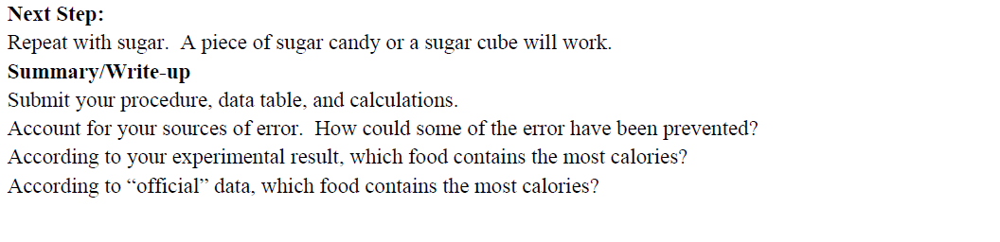 Next Step:
Repeat with sugar.  A piece of sugar candy or a sugar cube will work.
Summary/Write-up
Submit your procedure, data table, and calculations.
Account for your sources of error.  How could some of the error have been prevented?
According to your experimental result, which food contains the most calories?
According to “official” data, which food contains the most calories?